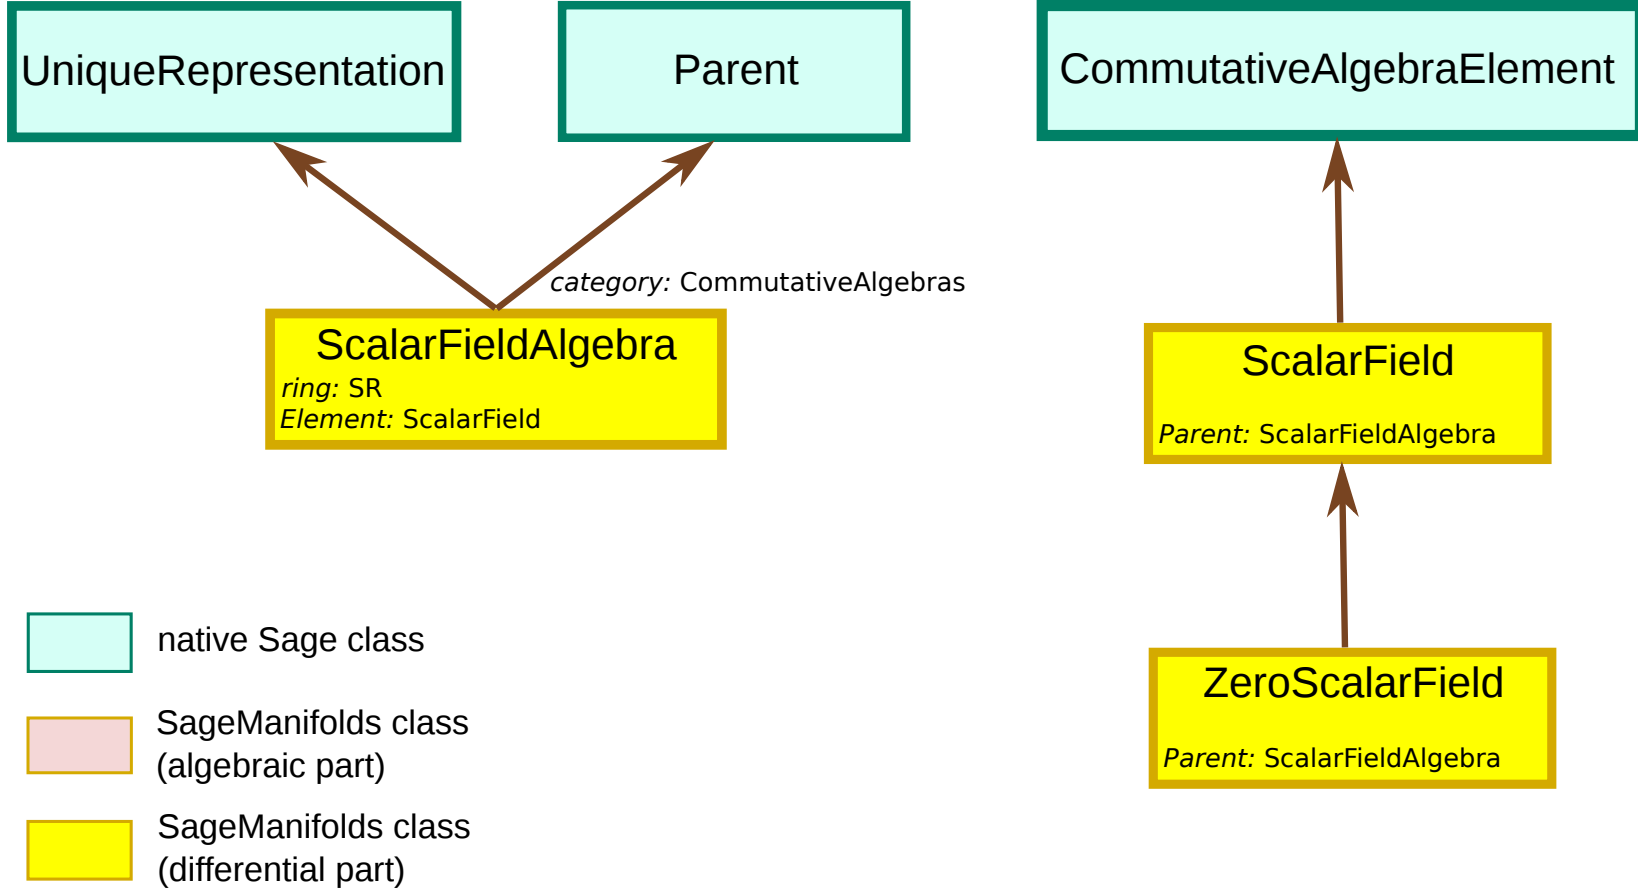 UniqueRepresentation
Parent
CommutativeAlgebraElement
category: CommutativeAlgebras
ScalarFieldAlgebra
ring: SR
Element: ScalarField
ScalarField
Parent: ScalarFieldAlgebra
ZeroScalarField
Parent: ScalarFieldAlgebra
native Sage class
SageManifolds class
(algebraic part)
SageManifolds class
(differential part)